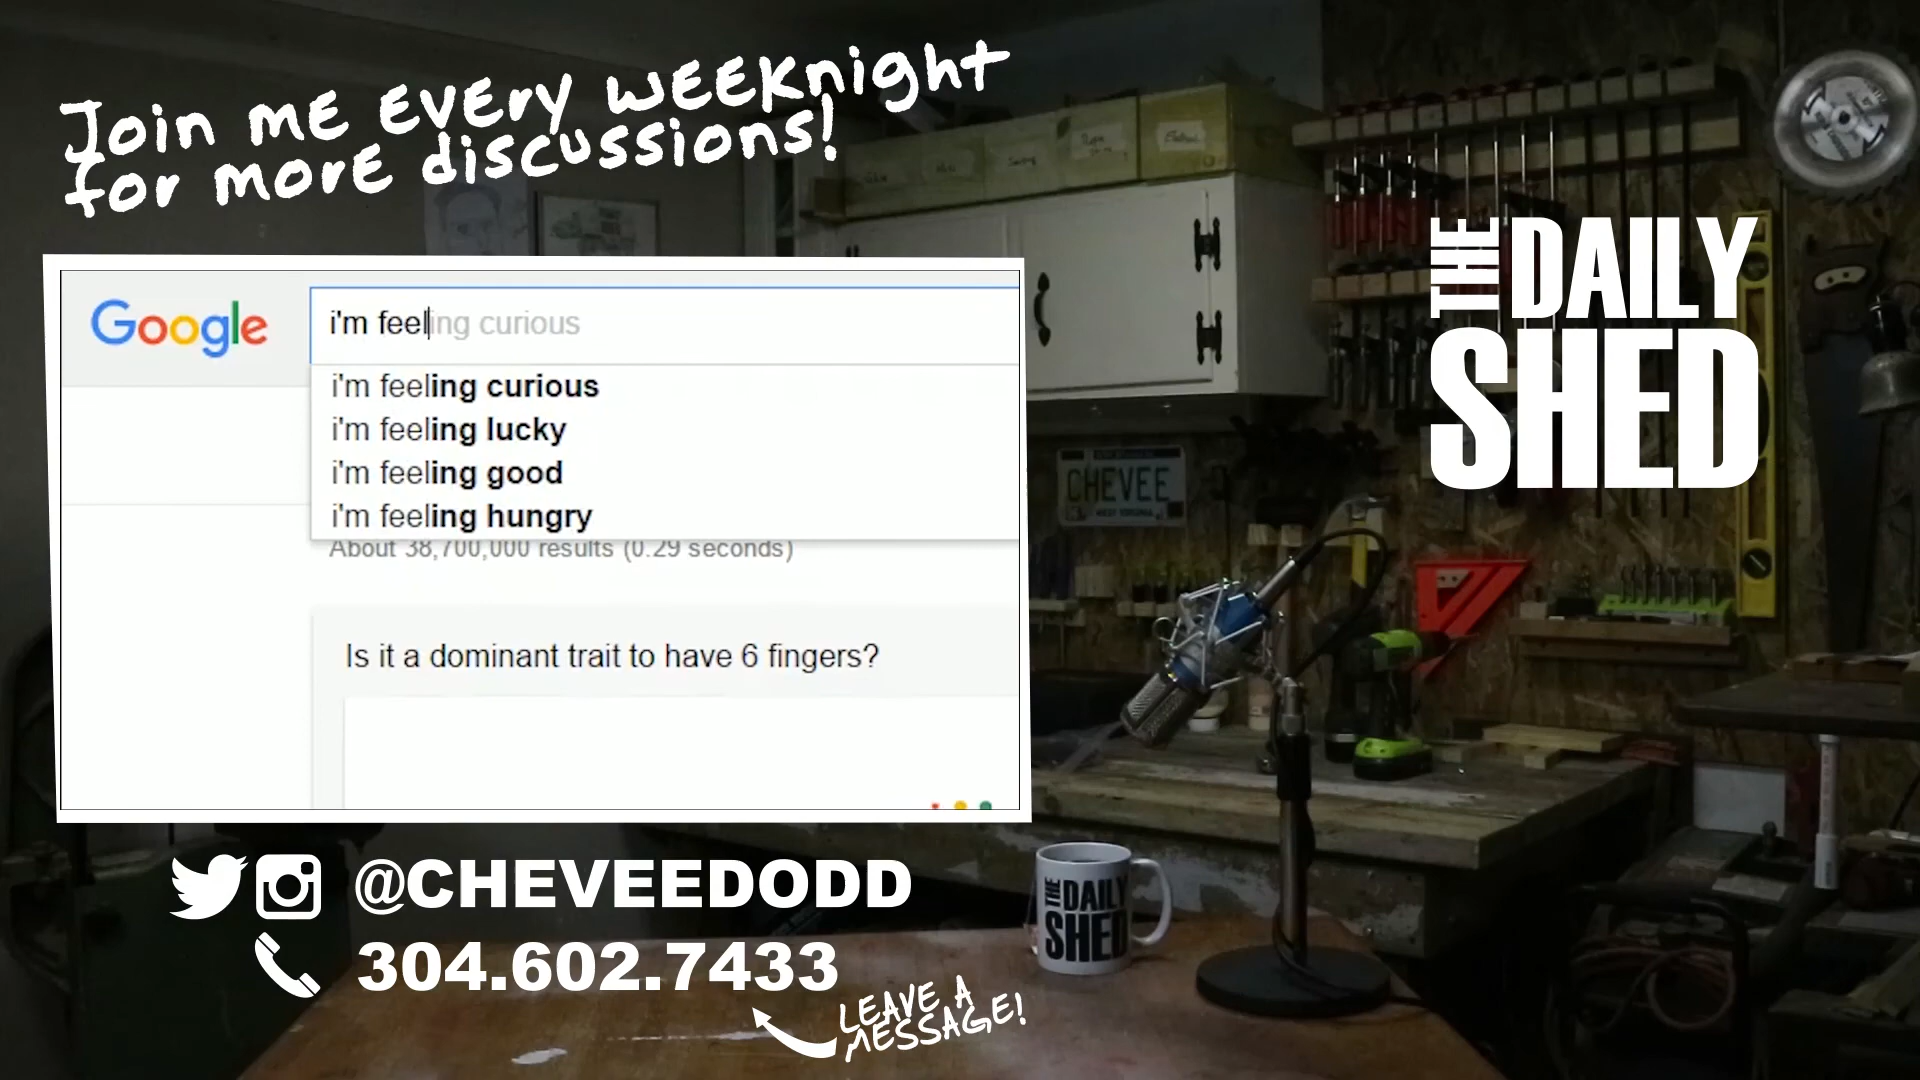 Join me every weeknight
for more discussions!
Google
i'm feeling curious
i'm feeling curious
i'm feeling lucky
i'm feeling good
i'm feeling hungry
About 38,700,000 results (0.29 seconds)
Is it a dominant trait to have 6 fingers?
THE DAILY
SHED
CHEVEE
THE DAILY
SHED
@CHEVEEDODD
304.602.7433
LEAVE A
MESSAGE!